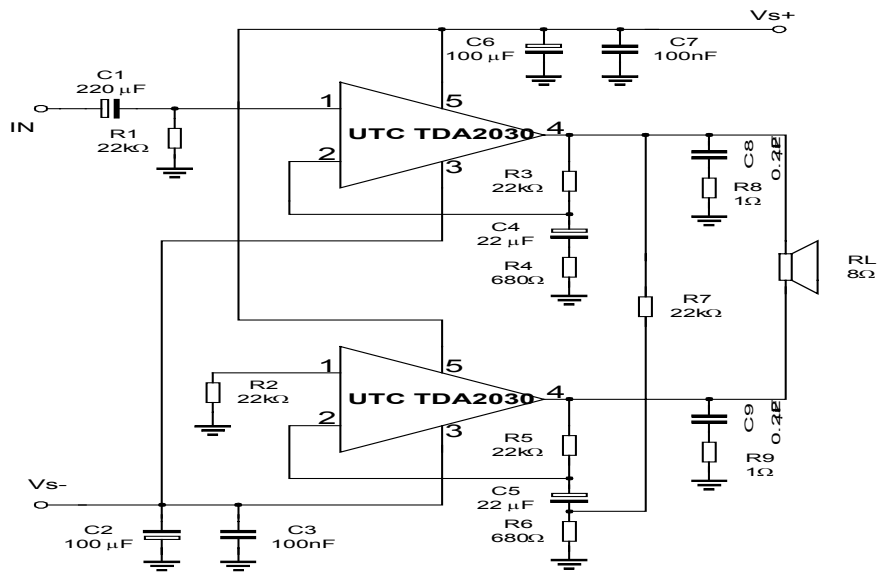 Vs+
C6
100 μF
C7
100nF
C1
220 μF
IN
R1
22kΩ
1
5
UTC TDA2030
4
2
3
R3
22kΩ
C4
22 μF
R4
680Ω
C8
R8
1Ω
RL
8Ω
R7
22kΩ
R2
22kΩ
1
5
UTC TDA2030
4
2
3
R5
22kΩ
C5
22 μF
R6
680Ω
C9
R9
1Ω
Vs-
C2
100 μF
C3
100nF